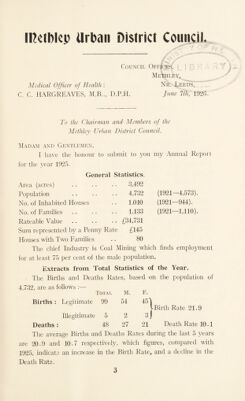 Methley Urban District Council.
COUNCIL OFFICES,
METHLEY,
Medical Officer of Health:
NR. LEEDS,
C. C. HARGREAVES, M.B., D.P.H.
June 7th, 1926.
LIBRARY
To the Chairman and Members of the
Methley Urban District Council.
MADAM AND GENTLEMEN,
I have the honour to submit to you my Annual Report
for the year 1925.
General Statistics.
Area (acres) .. .. .. 3,492
Population .. .. .. 4,732 (1921—4,573).
No. of Inhabited Houses .. 1,040 (1921—944).
No. of Families .. .. 1,133 (1921—1,110).
Rateable Value .. .. £34,731
Sum represented by a Penny Rate £145
Houses with Two Families .. 80
The chief Industry is Coal Mining which finds employment
for at least 75 per cent of the male population.
Extracts from Total Statistics of the Year.
The Births and Deaths Rates, based on the population of
4,732, are as follows :—
TOTAL. M. F.
Births: Legitimate 99 54 45
Birth Rate 21.9
Illegitimate 5 2 3
Deaths: 48 27 21 Death Rate 10.1
The average Births and Deaths Rates during the last 5 years
are 20.9 and 10.7 respectively, which figures, compared with
1925, indicate an increase in the Birth Rate, and a decline in the
Death Rate.
3